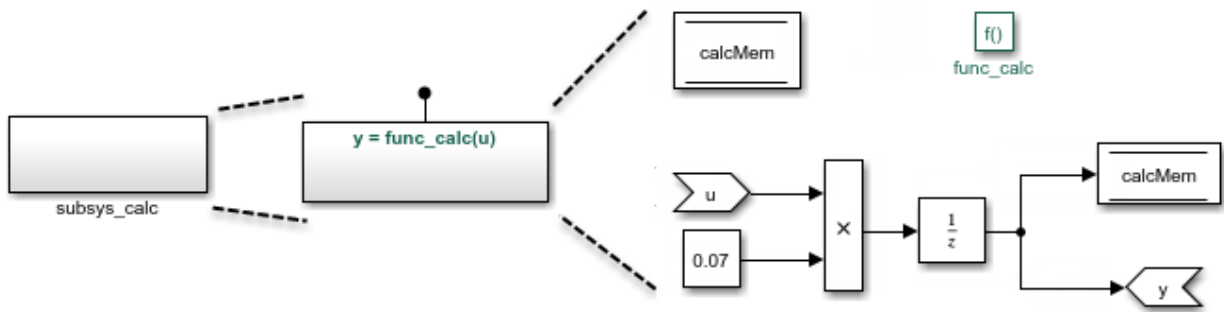 calcMem
f()
func_calc
y = func_calc(u)
subsys_calc
u
0.07
×
1
z
calcMem
y